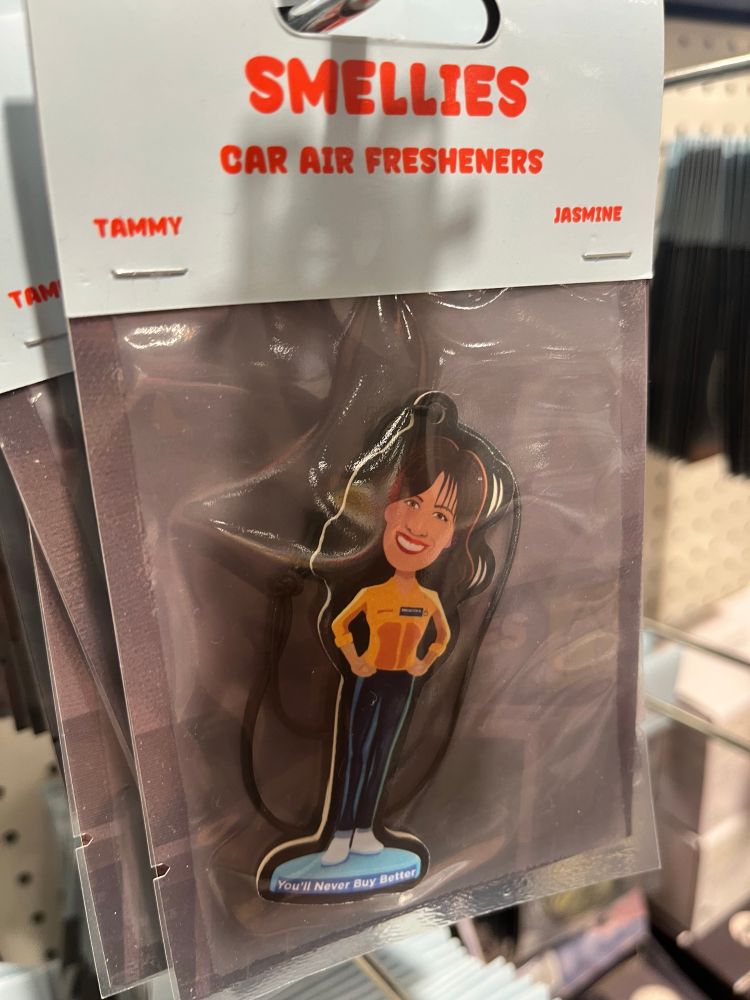 SMELLIES
CAR AIR FRESHENERS
TAMMY
JASMINE
TAM
You'll Never Buy Better